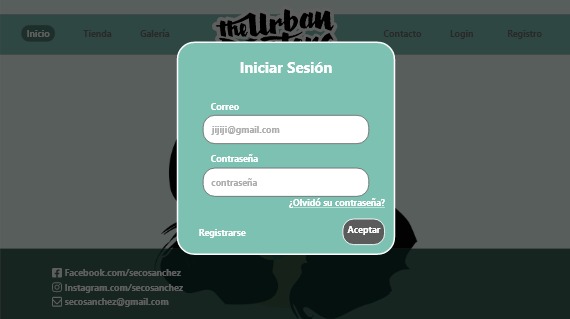 Inicio
Tienda
Galería
the Urban
Contacto
Login
Registro
Iniciar Sesión
Correo
jijiji@gmail.com
Contraseña
contraseña
¿Olvidó su contraseña?
Registrarse
Aceptar
Facebook.com/secosanchez
Instagram.com/secosanchez
secosanchez@gmail.com